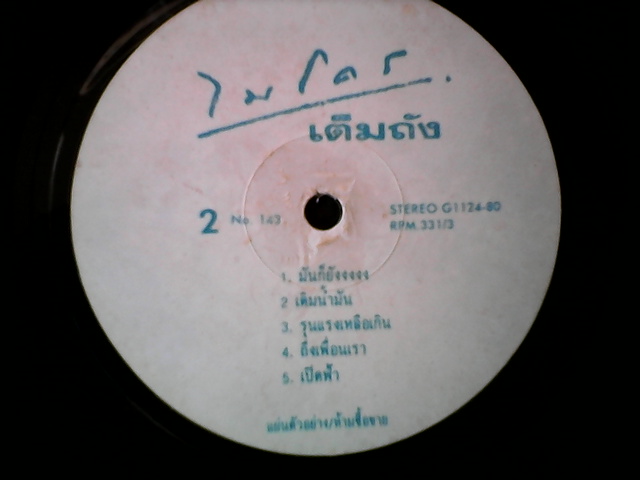 ไมโคร
เต็มถัง
2 No. 143.
STEREO G1124-80
RPM. 331/3
1. มันก็ยังงงงง
2 เติมน้ำมัน
3. รุนแรงเหลือเกิน
4. ถึงเพื่อนเรา
5. เปิดฟ้า
แผ่นตัวอย่าง/ห้ามซื้อขาย